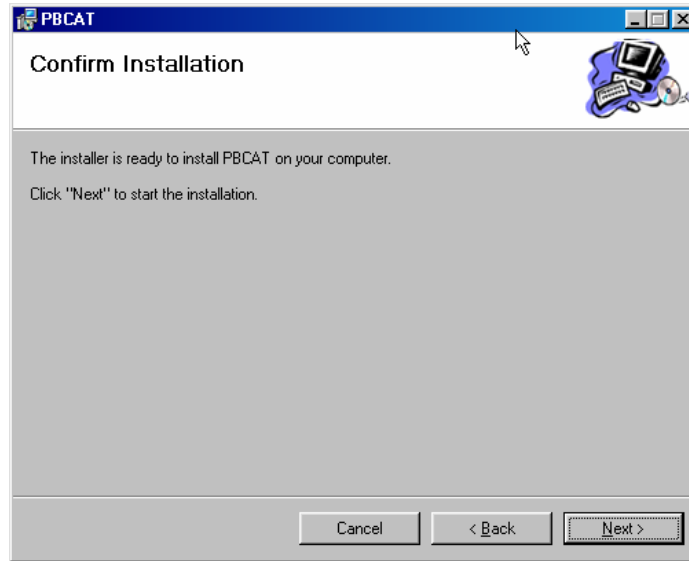 PBCAT
Confirm Installation
The installer is ready to install PBCAT on your computer.
Click "Next" to start the installation.
Cancel
< Back
Next >